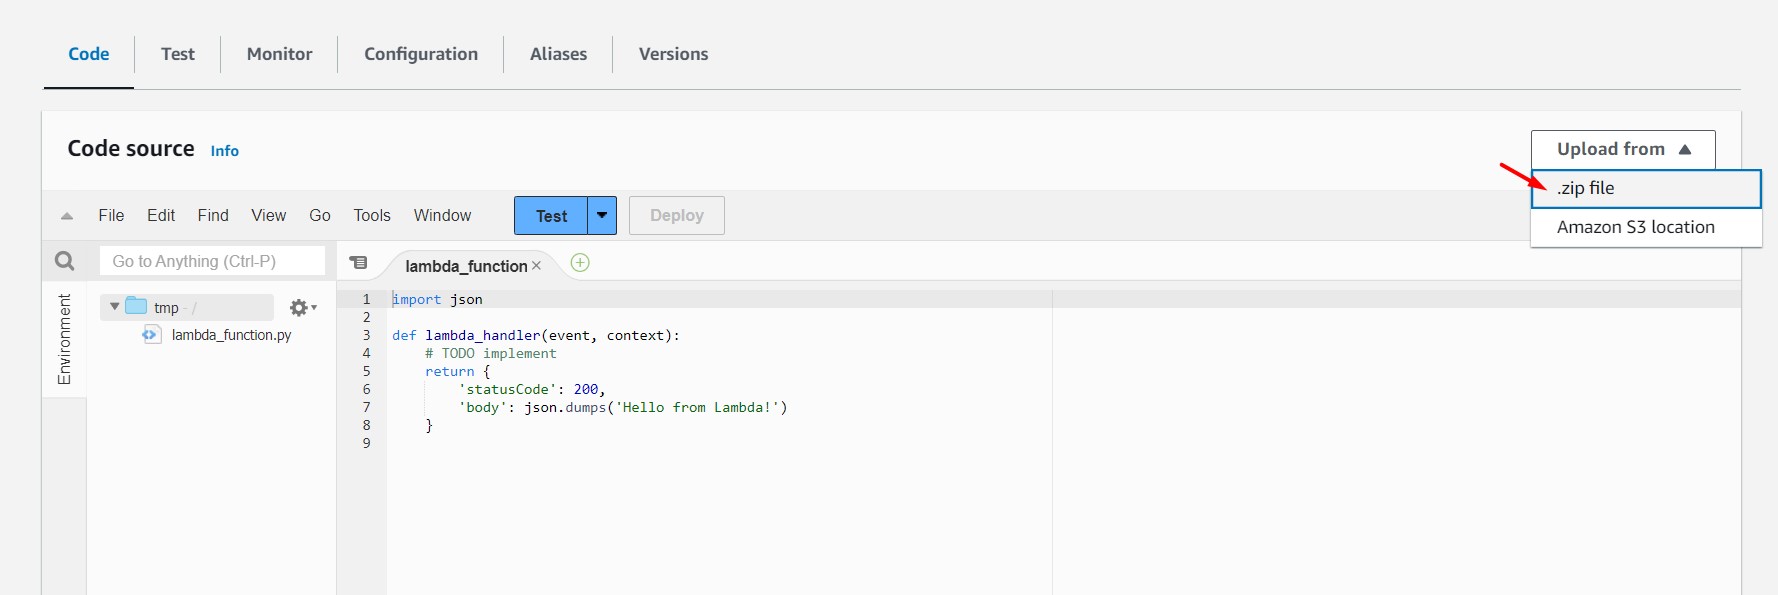 Code Test Monitor Configuration Aliases Versions
Code source Info
Upload from
.zip file
Amazon S3 location
File Edit Find View Go Tools Window Test Deploy
Go to Anything (Ctrl-P)
lambda_function
Environment
tmp - /
lambda_function.py
1 import json
2
3 def lambda_handler(event, context):
4 # TODO implement
5 return {
6 'statusCode': 200,
7 'body': json.dumps('Hello from Lambda!')
8 }
9